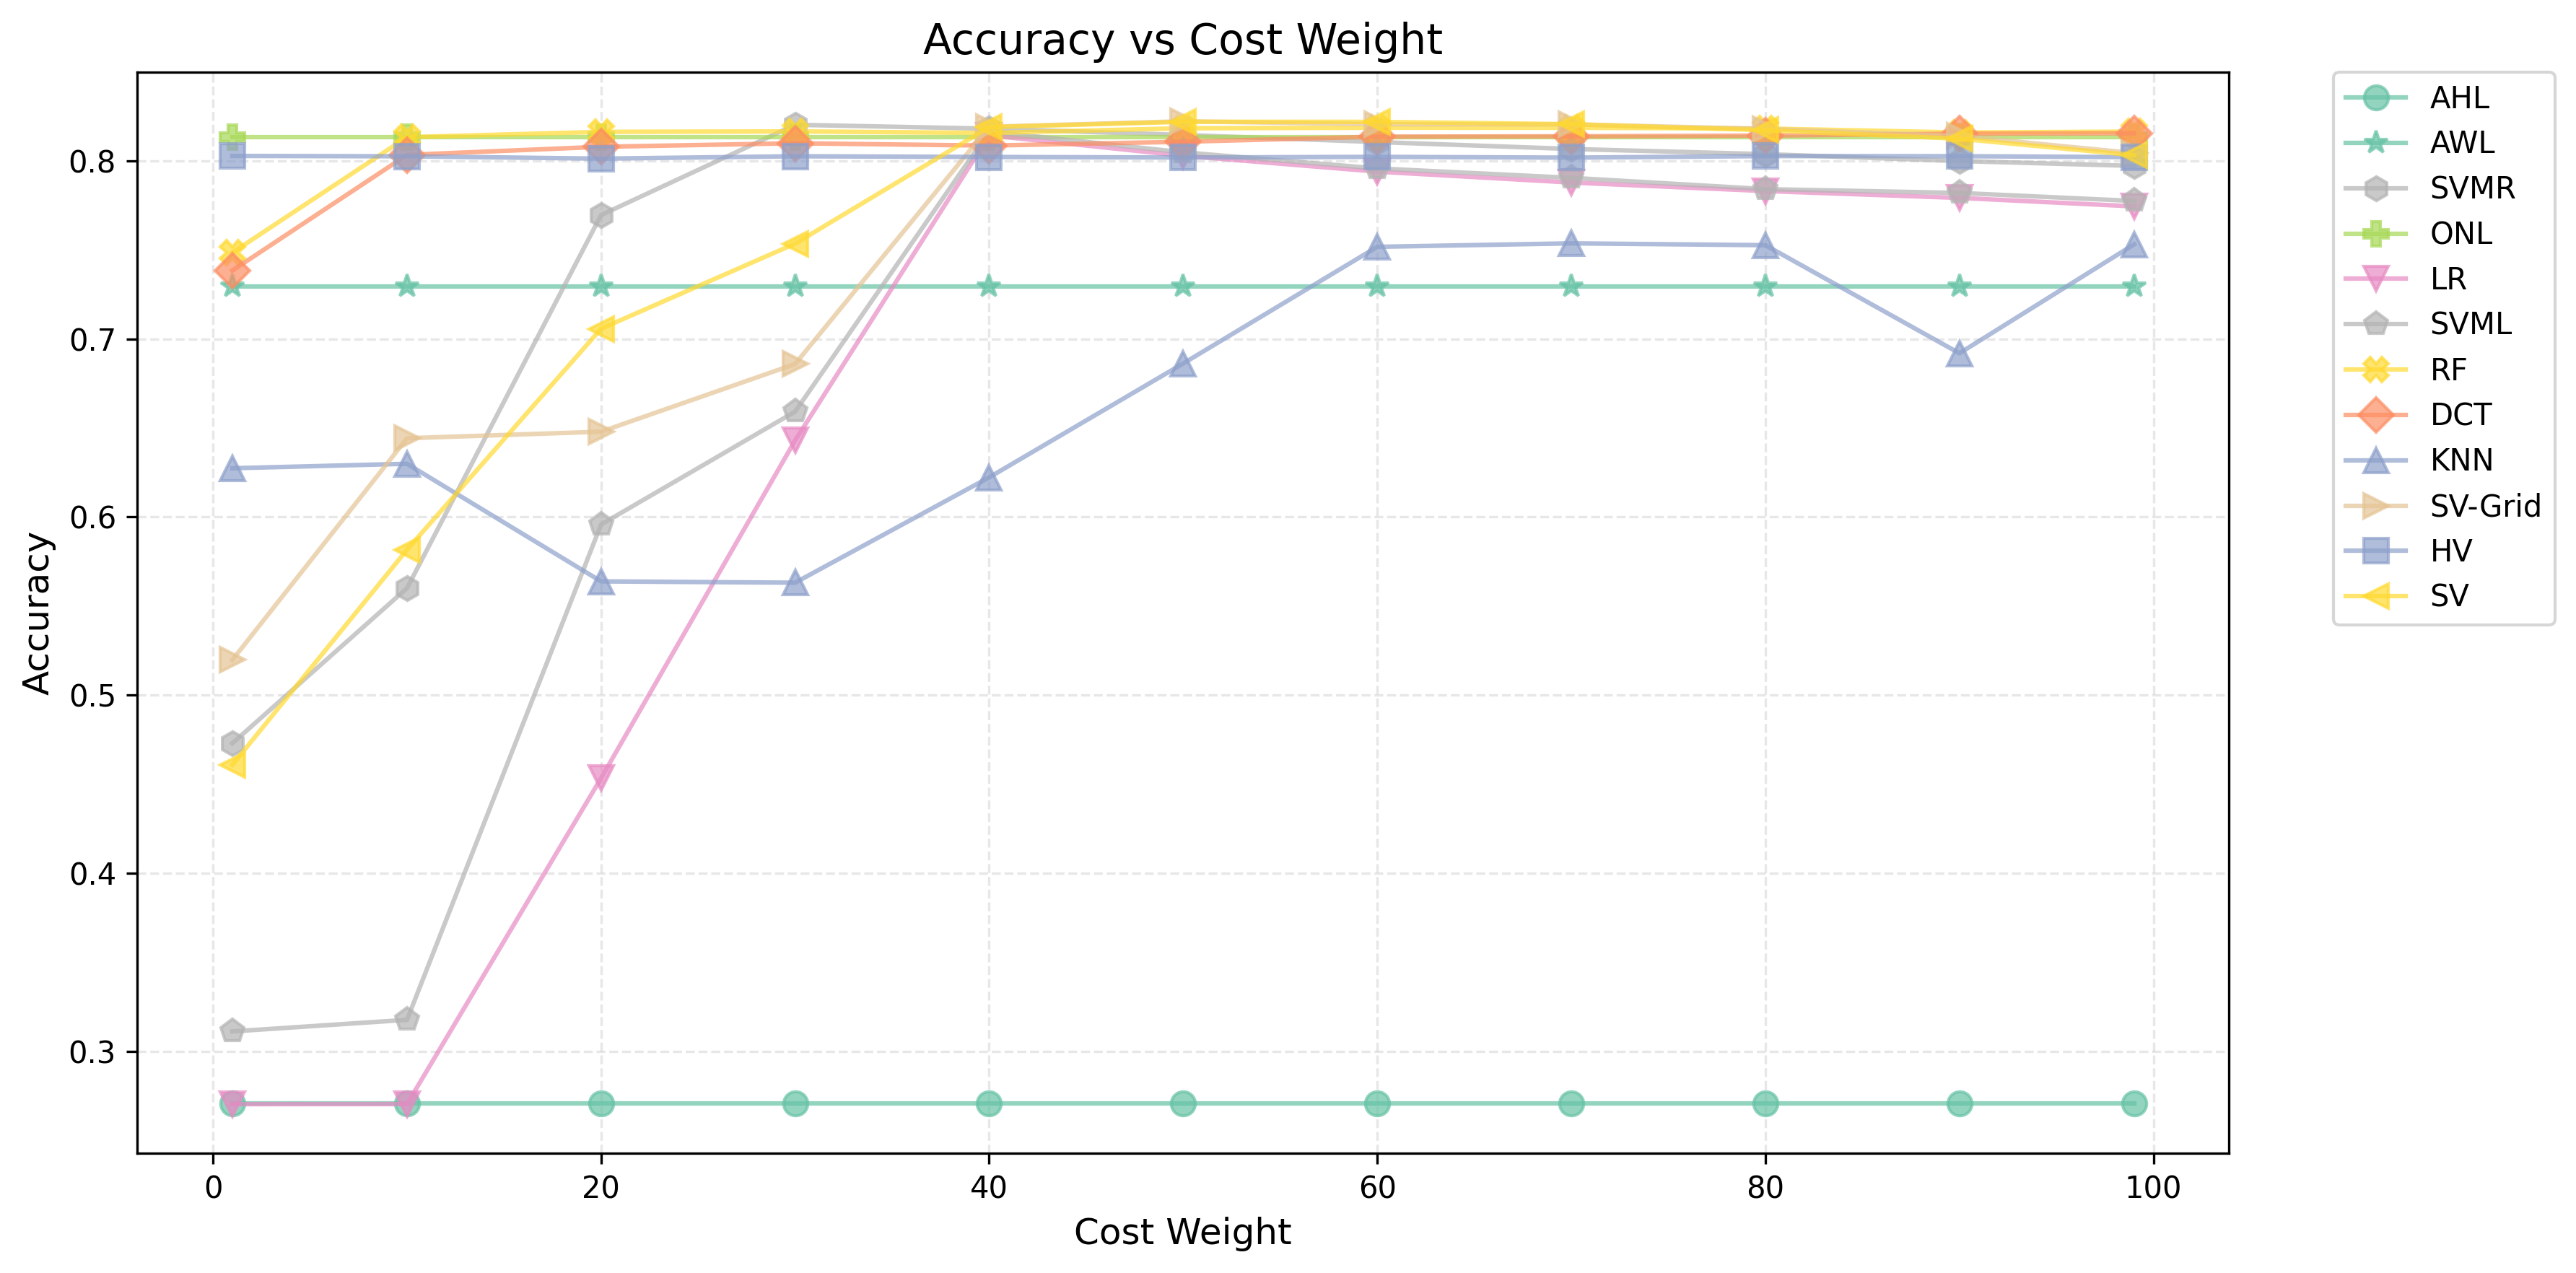 Accuracy vs Cost Weight
AHL
AWL
SVMR
ONL
LR
SVML
RF
DCT
KNN
SV-Grid
HV
SV
Accuracy
0.8
0.7
0.6
0.5
0.4
0.3
0
20
40
60
80
100
Cost Weight